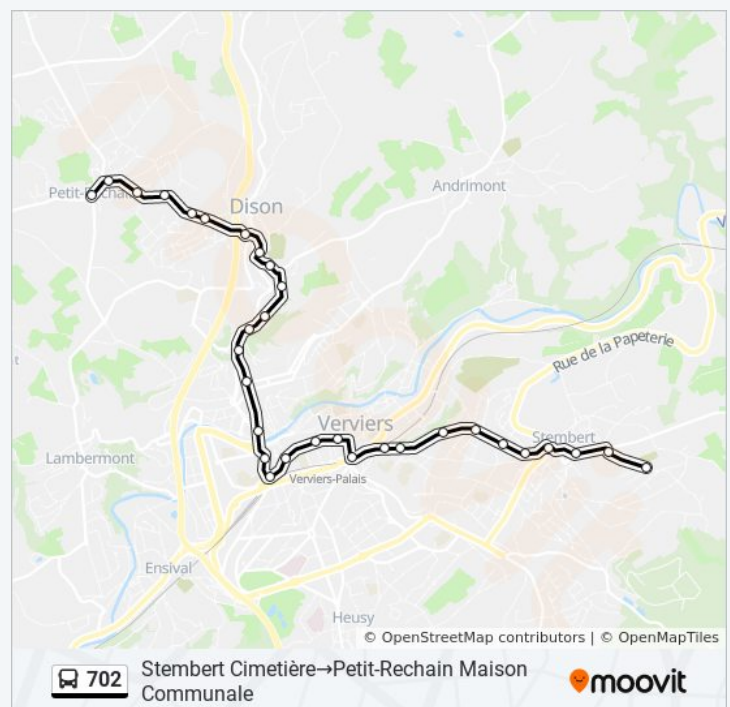 Petit-Rechain
Dison
Andrimont
V
Rue de la Papeterie
t
Verviers
Stembert
Lambermont
Verviers-Palais
Ensival
Heusy
© OpenStreetMap contributors | © OpenMapTiles
702
Stembert Cimetière→Petit-Rechain Maison
Communale
moovit